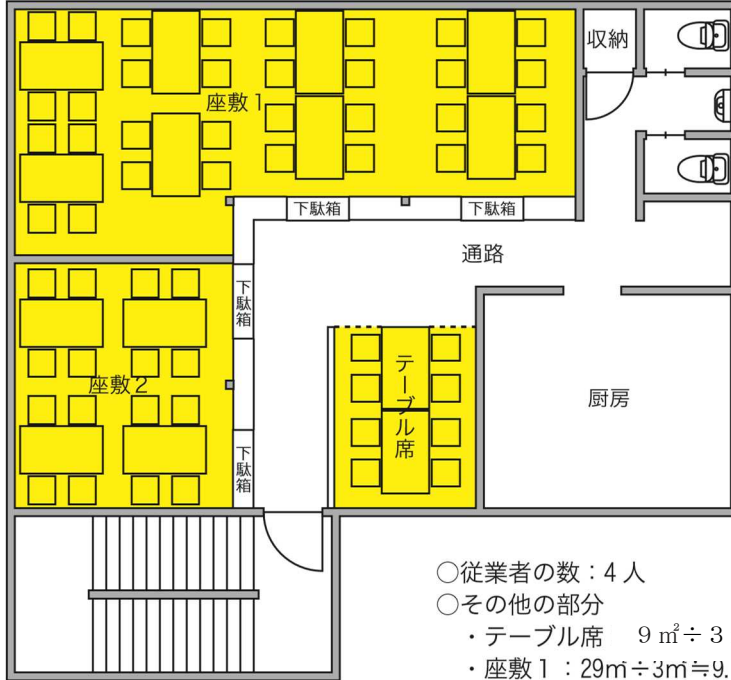 収納
座敷1
下駄箱
下駄箱
通路
下駄箱
テーブル席
座敷2
厨房
下駄箱
○従業者の数：4人
○その他の部分
・テーブル席　9㎡÷3
・座敷1：29㎡÷3㎡≒9.